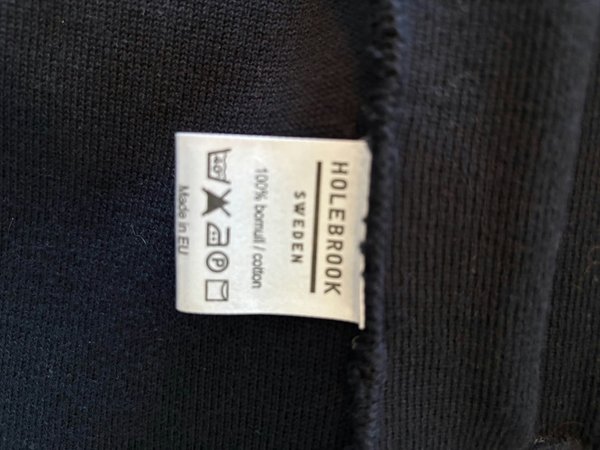 HOLEBROOK
SWEDEN
100% bomull / cotton
40°
P
Made in EU